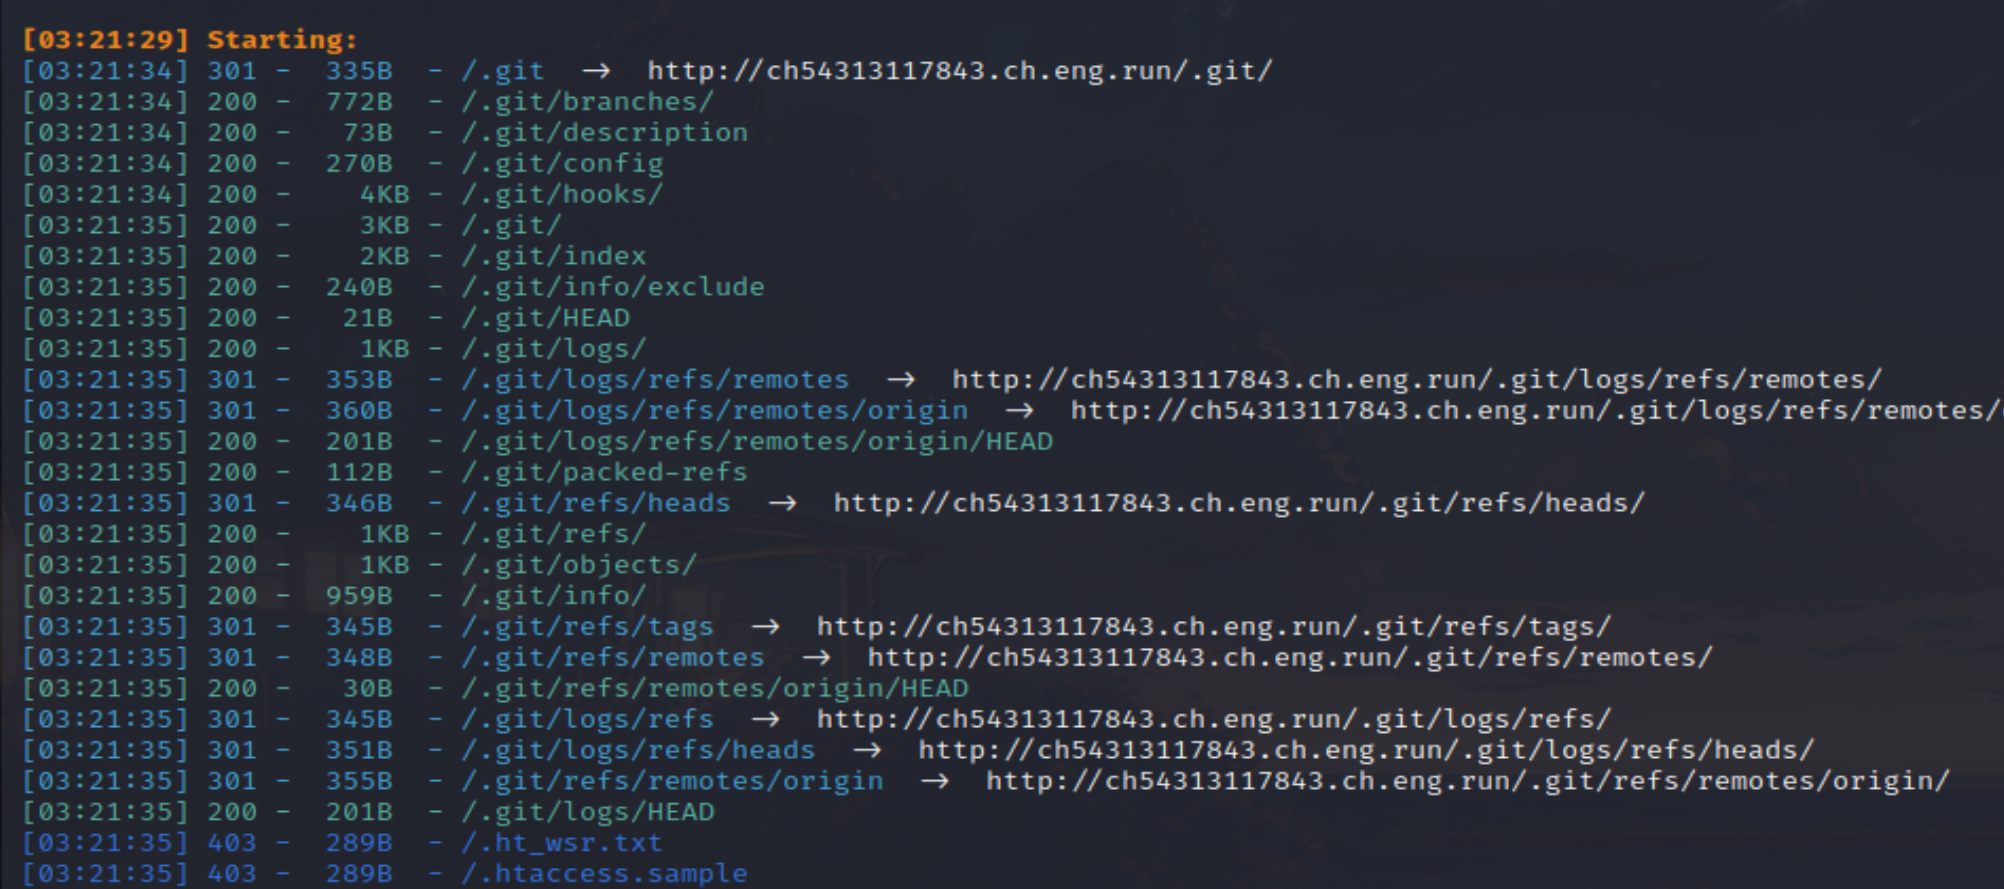 [03:21:29] Starting:
[03:21:34] 301 - 335B - /.git → http://ch54313117843.ch.eng.run/.git/
[03:21:34] 200 - 772B - /.git/branches/
[03:21:34] 200 - 73B - /.git/description
[03:21:34] 200 - 270B - /.git/config
[03:21:34] 200 - 4KB - /.git/hooks/
[03:21:35] 200 - 3KB - /.git/
[03:21:35] 200 - 2KB - /.git/index
[03:21:35] 200 - 240B - /.git/info/exclude
[03:21:35] 200 - 21B - /.git/HEAD
[03:21:35] 200 - 1KB - /.git/logs/
[03:21:35] 301 - 353B - /.git/logs/refs/remotes → http://ch54313117843.ch.eng.run/.git/logs/refs/remotes/
[03:21:35] 301 - 360B - /.git/logs/refs/remotes/origin → http://ch54313117843.ch.eng.run/.git/logs/refs/remotes/
[03:21:35] 200 - 201B - /.git/logs/refs/remotes/origin/HEAD
[03:21:35] 200 - 112B - /.git/packed-refs
[03:21:35] 301 - 346B - /.git/refs/heads → http://ch54313117843.ch.eng.run/.git/refs/heads/
[03:21:35] 200 - 1KB - /.git/refs/
[03:21:35] 200 - 1KB - /.git/objects/
[03:21:35] 200 - 959B - /.git/info/
[03:21:35] 301 - 345B - /.git/refs/tags → http://ch54313117843.ch.eng.run/.git/refs/tags/
[03:21:35] 301 - 348B - /.git/refs/remotes → http://ch54313117843.ch.eng.run/.git/refs/remotes/
[03:21:35] 200 - 30B - /.git/refs/remotes/origin/HEAD
[03:21:35] 301 - 345B - /.git/logs/refs → http://ch54313117843.ch.eng.run/.git/logs/refs/
[03:21:35] 301 - 351B - /.git/logs/refs/heads → http://ch54313117843.ch.eng.run/.git/logs/refs/heads/
[03:21:35] 301 - 355B - /.git/refs/remotes/origin → http://ch54313117843.ch.eng.run/.git/refs/remotes/origin/
[03:21:35] 200 - 201B - /.git/logs/HEAD
[03:21:35] 403 - 289B - /.ht_wsr.txt
[03:21:35] 403 - 289B - /.htaccess.sample